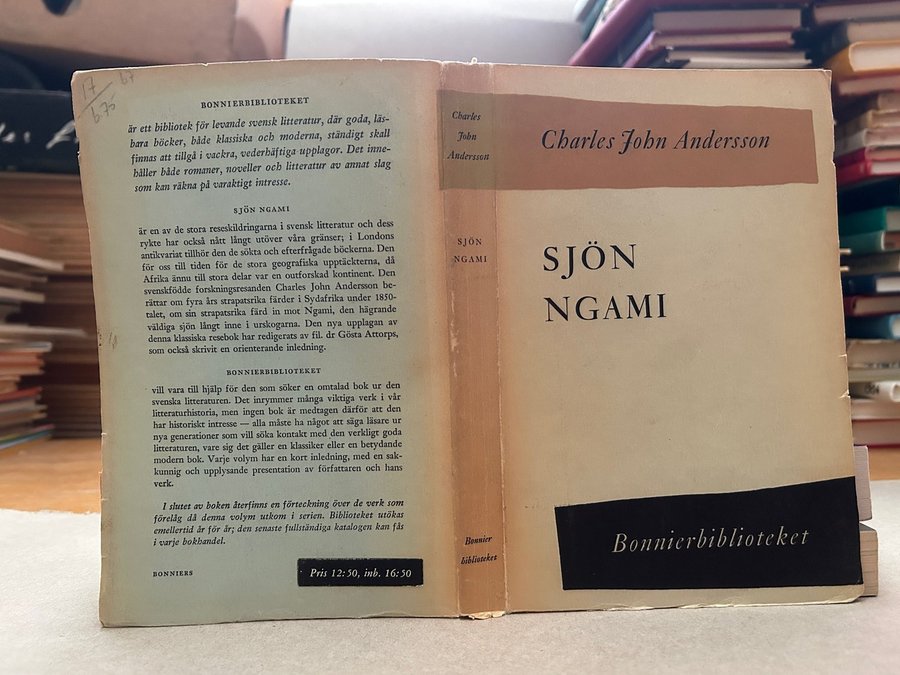 17
6.75
BONNIERBIBLIOTEKET
är ett bibliotek för levande svensk litteratur, där goda, läs-
bara böcker, både klassiska och moderna, ständigt skall
finnas att tillgå i vackra, vederhäftiga upplagor. Det inne-
håller både romaner, noveller och litteratur av annat slag
som kan räkna på varaktigt intresse.
SJÖN NGAMI
är en av de stora reseskildringarna i svensk litteratur och dess
rykte har också nått långt utöver våra gränser; i Londons
antikvariat tillhör den de sökta och efterfrågade böckerna. Den
för oss till tiden för de stora geografiska upptäckterna, då
Afrika ännu till stora delar var en outforskad kontinent. Den
svenskfödde forskningsresanden Charles John Andersson be-
rättar om fyra års strapatsrika färder i Sydafrika under 1850-
talet, om sin strapatsrika färd in mot Ngami, den hägrande
väldiga sjön långt inne i urskogarna. Den nya upplagan av
denna klassiska resebok har redigerats av fil. dr Gösta Attorps,
som också skrivit en orienterande inledning.
BONNIERBIBLIOTEKET
vill vara till hjälp för den som söker en omtalad bok ur den
svenska litteraturen. Det inrymmer många viktiga verk i vår
litteraturhistoria, men ingen bok är medtagen därför att den
har historiskt intresse — alla måste ha något att säga läsare ur
nya generationer som vill söka kontakt med den verkligt goda
litteraturen, vare sig det gäller en klassiker eller en betydande
modern bok. Varje volym har en kort inledning, med en sak-
kunnig och upplysande presentation av författaren och hans
verk.
I slutet av boken återfinns en förteckning över de verk som
förelåg då denna volym utkom i serien. Biblioteket utökas
emellertid år för år; den senaste fullständiga katalogen kan fås
i varje bokhandel.
BONNIERS
Pris 12:50, inb. 16:50
Charles
John
Andersson
SJÖN
NGAMI
Bonnier
biblioteket
Charles John Andersson
SJÖN
NGAMI
Bonnierbiblioteket